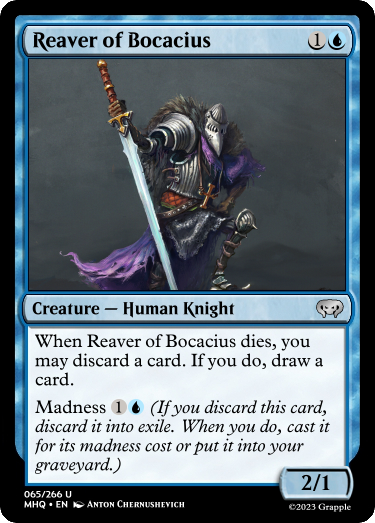 Reaver of Bocacius 1
Creature — Human Knight
When Reaver of Bocacius dies, you
may discard a card. If you do, draw a
card.
Madness 1 (If you discard this card,
discard it into exile. When you do, cast it
for its madness cost or put it into your
graveyard.)
2/1
065/266 U
MHQ • EN Anton Chernushevich
©2023 Grapple